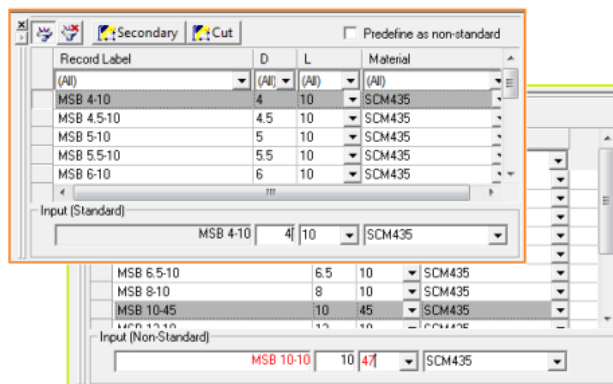 Secondary Cut Predefine as non-standard
Record Label D L Material
(All) (All) (All) (All)
MSB 4-10 4 10 SCM435
MSB 4.5-10 4.5 10 SCM435
MSB 5-10 5 10 SCM435
MSB 5.5-10 5.5 10 SCM435
MSB 6-10 6 10 SCM435
Input (Standard)
MSB 4-10 4 10 SCM435
MSB 6.5-10 6.5 10 SCM435
MSB 8-10 8 10 SCM435
MSB 10-45 10 45 SCM435
Input (Non-Standard)
MSB 10-10 10 47 SCM435